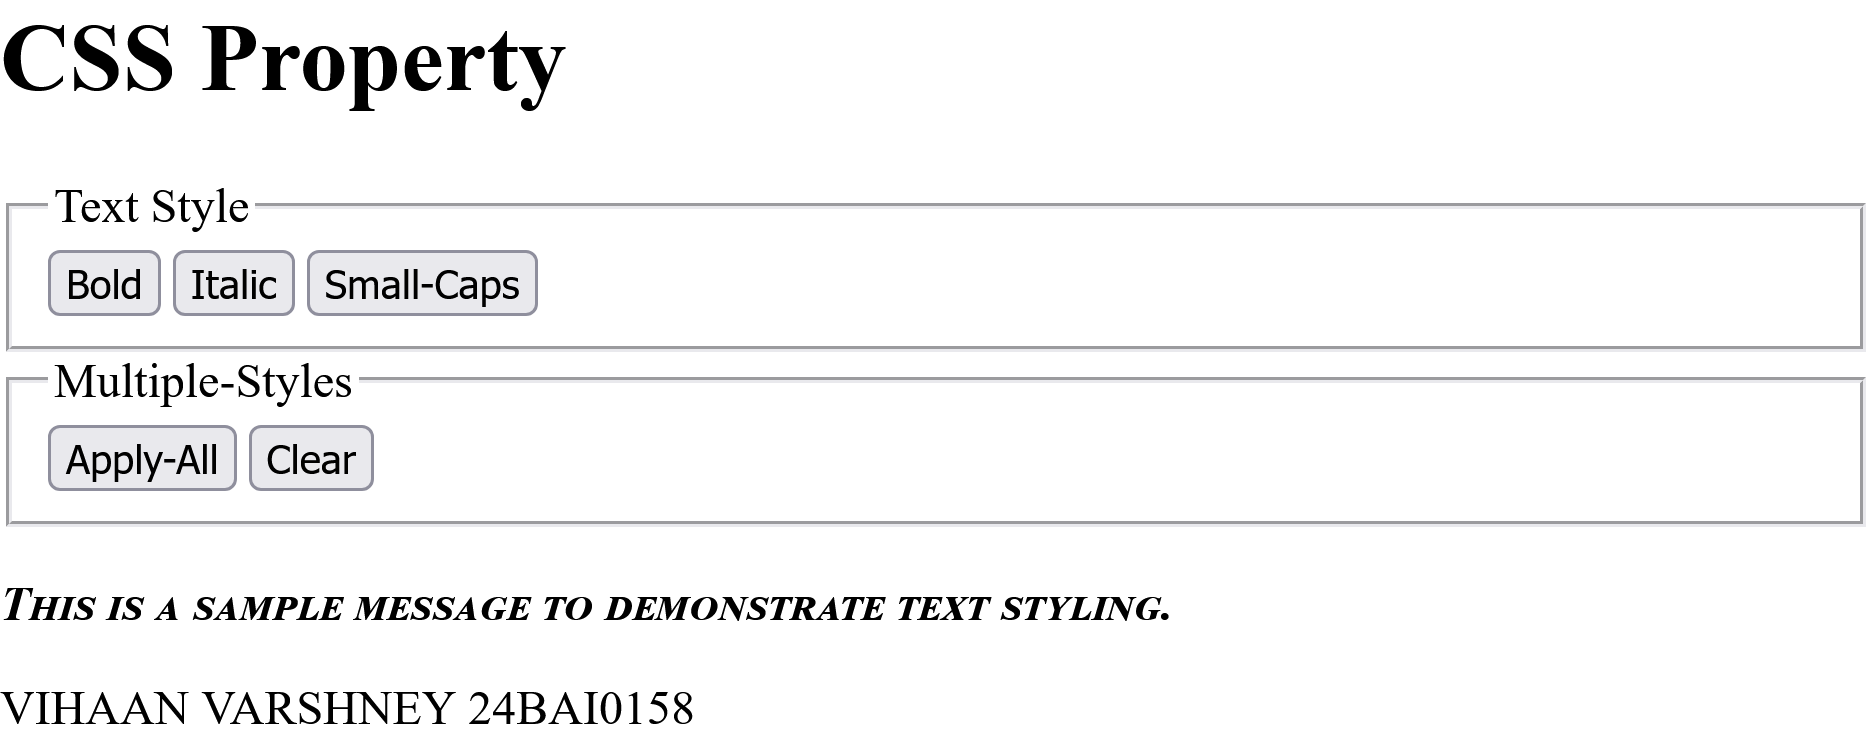 CSS Property
Text Style
Bold Italic Small-Caps
Multiple-Styles
Apply-All Clear
This is a sample message to demonstrate text styling.
VIHAAN VARSHNEY 24BAI0158